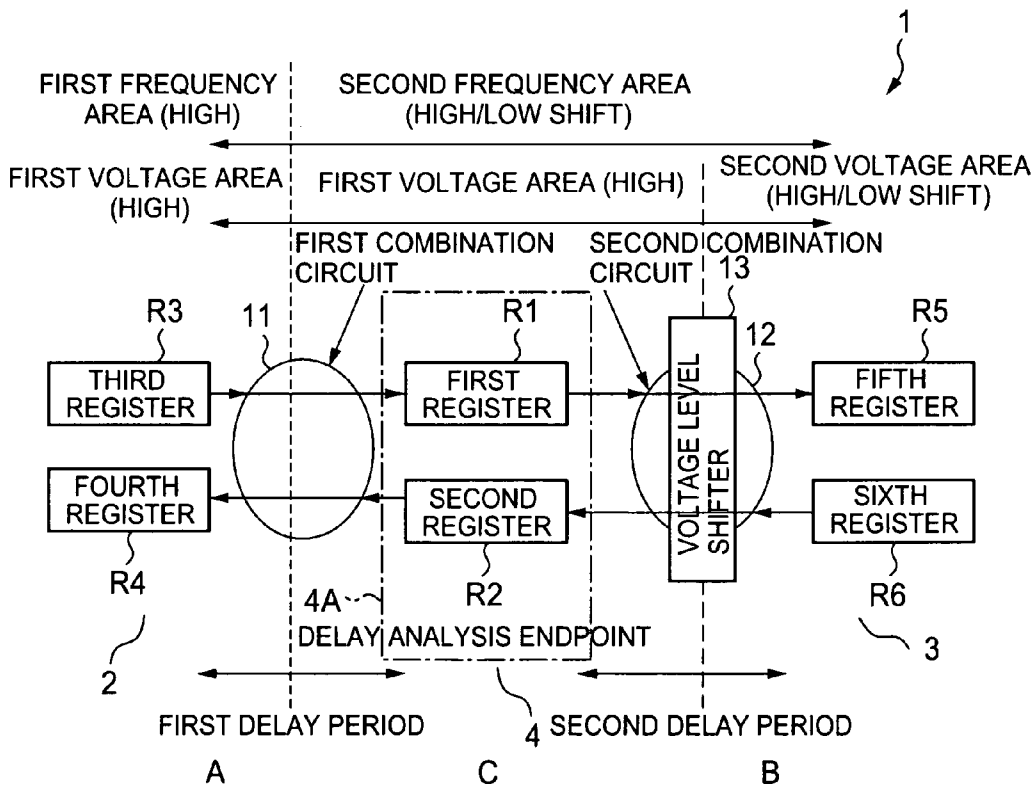 1
FIRST FREQUENCY
AREA (HIGH)
SECOND FREQUENCY AREA
(HIGH/LOW SHIFT)
FIRST VOLTAGE AREA
(HIGH)
FIRST VOLTAGE AREA (HIGH)
SECOND VOLTAGE AREA
(HIGH/LOW SHIFT)
FIRST COMBINATION
CIRCUIT
SECOND COMBINATION
CIRCUIT
13
R3
11
R1
12
R5
THIRD
REGISTER
FIRST
REGISTER
VOLTAGE LEVEL
SHIFTER
FIFTH
REGISTER
FOURTH
REGISTER
SECOND
REGISTER
SIXTH
REGISTER
R4
4A
R2
R6
DELAY ANALYSIS ENDPOINT
2
4
3
FIRST DELAY PERIOD
SECOND DELAY PERIOD
A
C
B